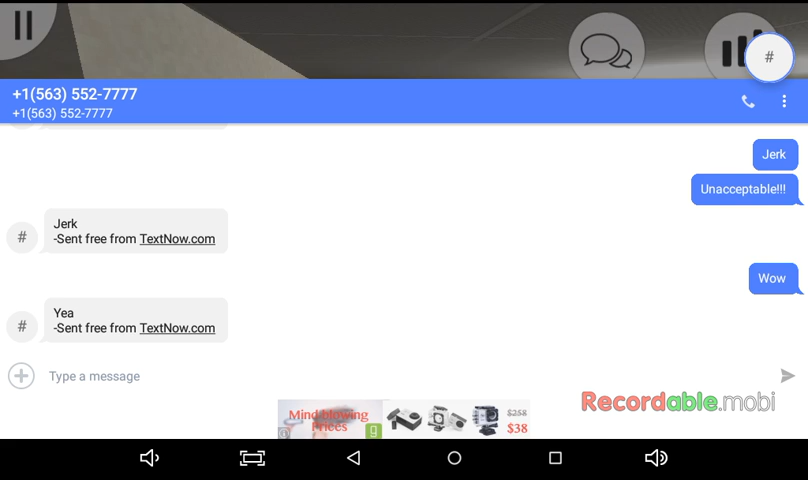 #
+1(563) 552-7777
+1(563) 552-7777
Jerk
Unacceptable!!!
Jerk
# -Sent free from TextNow.com
Wow
Yea
# -Sent free from TextNow.com
Type a message
Recordable.mobi
Mind blowing
Prices
g
$258
$38